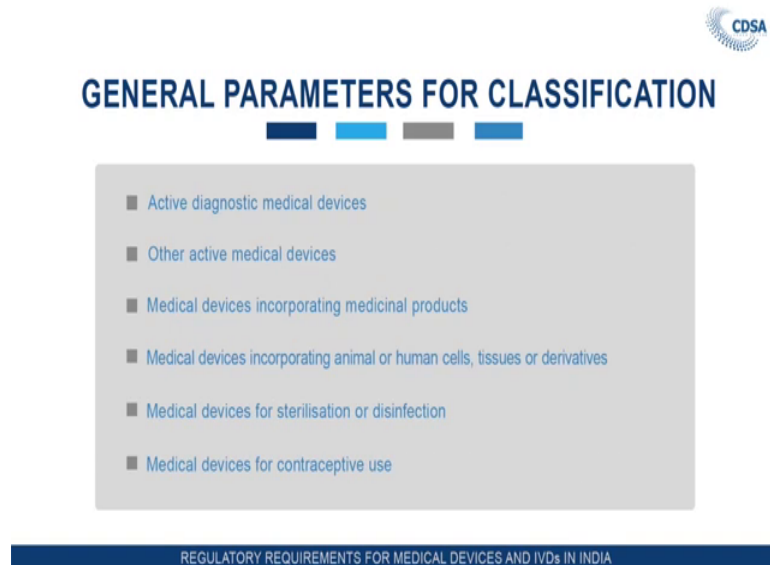 CDSA
GENERAL PARAMETERS FOR CLASSIFICATION
Active diagnostic medical devices
Other active medical devices
Medical devices incorporating medicinal products
Medical devices incorporating animal or human cells, tissues or derivatives
Medical devices for sterilisation or disinfection
Medical devices for contraceptive use
REGULATORY REQUIREMENTS FOR MEDICAL DEVICES AND IVDs IN INDIA